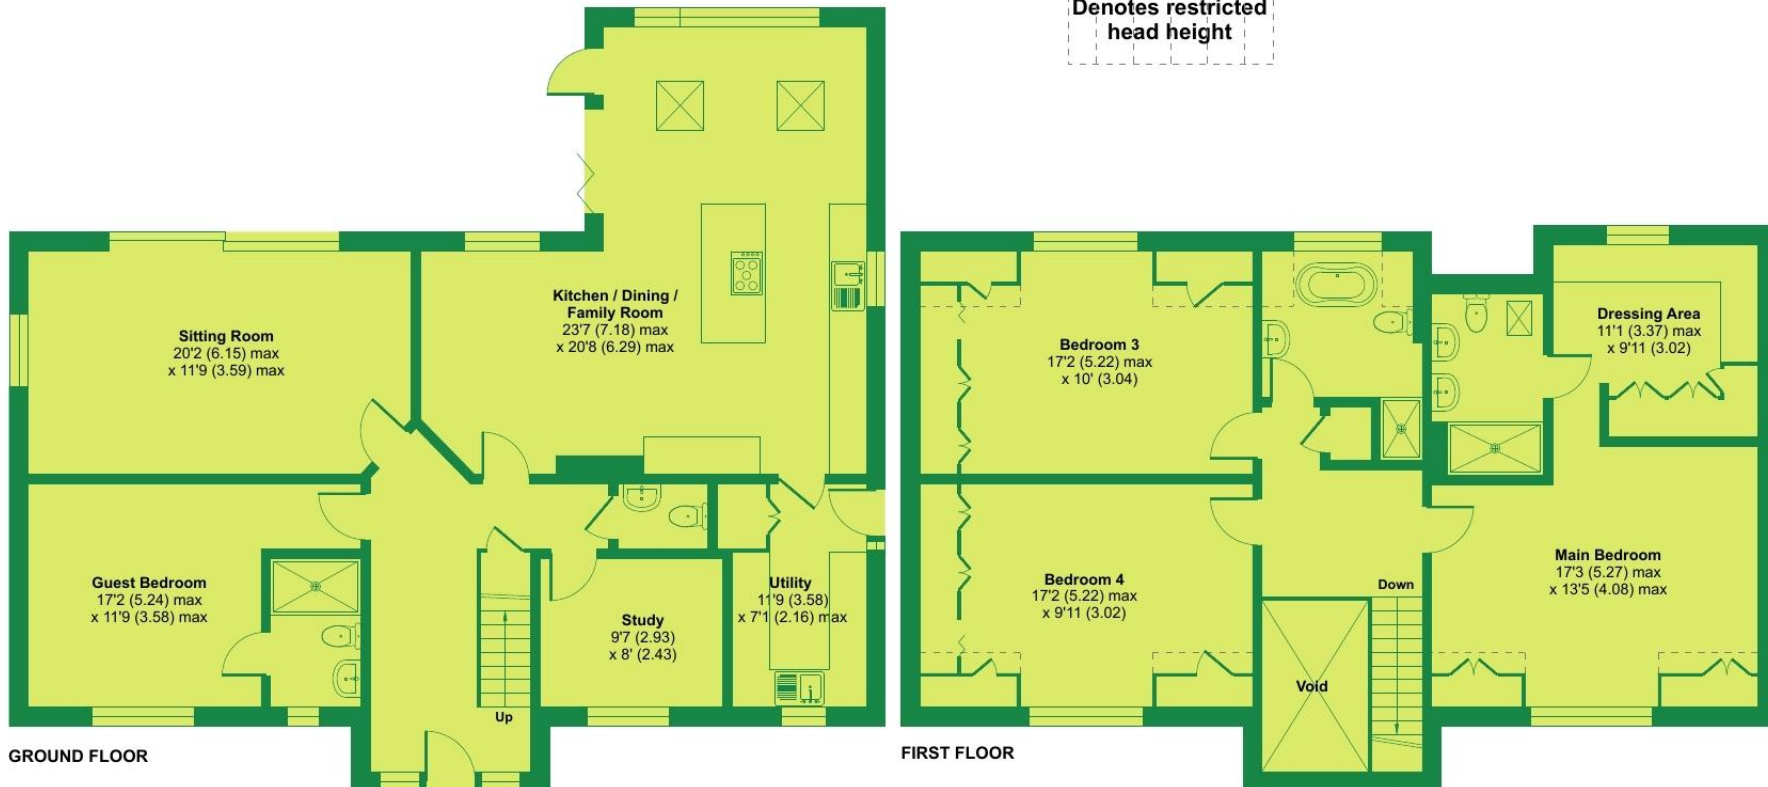 Denotes restricted
head height
Kitchen / Dining /
Family Room
23'7 (7.18) max
x 20'8 (6.29) max
Sitting Room
20'2 (6.15) max
x 11'9 (3.59) max
Guest Bedroom
17'2 (5.24) max
x 11'9 (3.58) max
Study
9'7 (2.93)
x 8' (2.43)
Utility
11'9 (3.58)
x 7'1 (2.16) max
Up
GROUND FLOOR
Bedroom 3
17'2 (5.22) max
x 10' (3.04)
Dressing Area
11'1 (3.37) max
x 9'11 (3.02)
Bedroom 4
17'2 (5.22) max
x 9'11 (3.02)
Main Bedroom
17'3 (5.27) max
x 13'5 (4.08) max
Down
Void
FIRST FLOOR